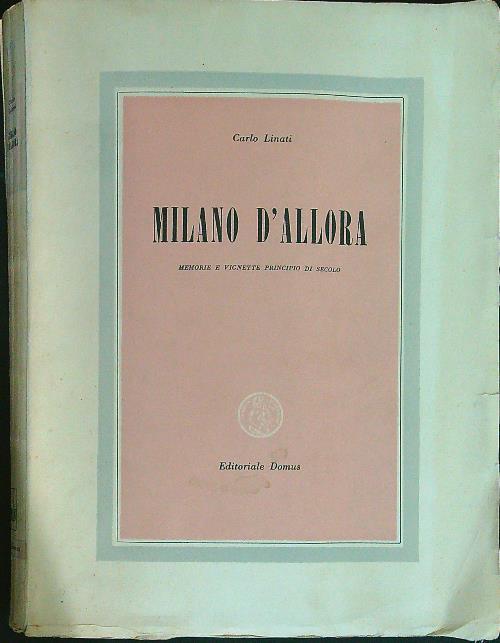 Carlo Linati
MILANO D'ALLORA
MEMORIE E VIGNETTE PRINCIPIO DI SECOLO
Editoriale Domus